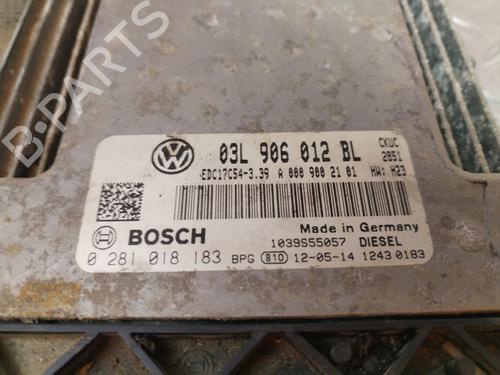 B-PARTS
03L 906 012 BL
CKUC
2851
EDC17C54-3.39 A 000 900 21 01 HW: H23
BOSCH
Made in Germany
1039S55057 DIESEL
0 281 018 183 BPG 810 12-05-14 1243 0183